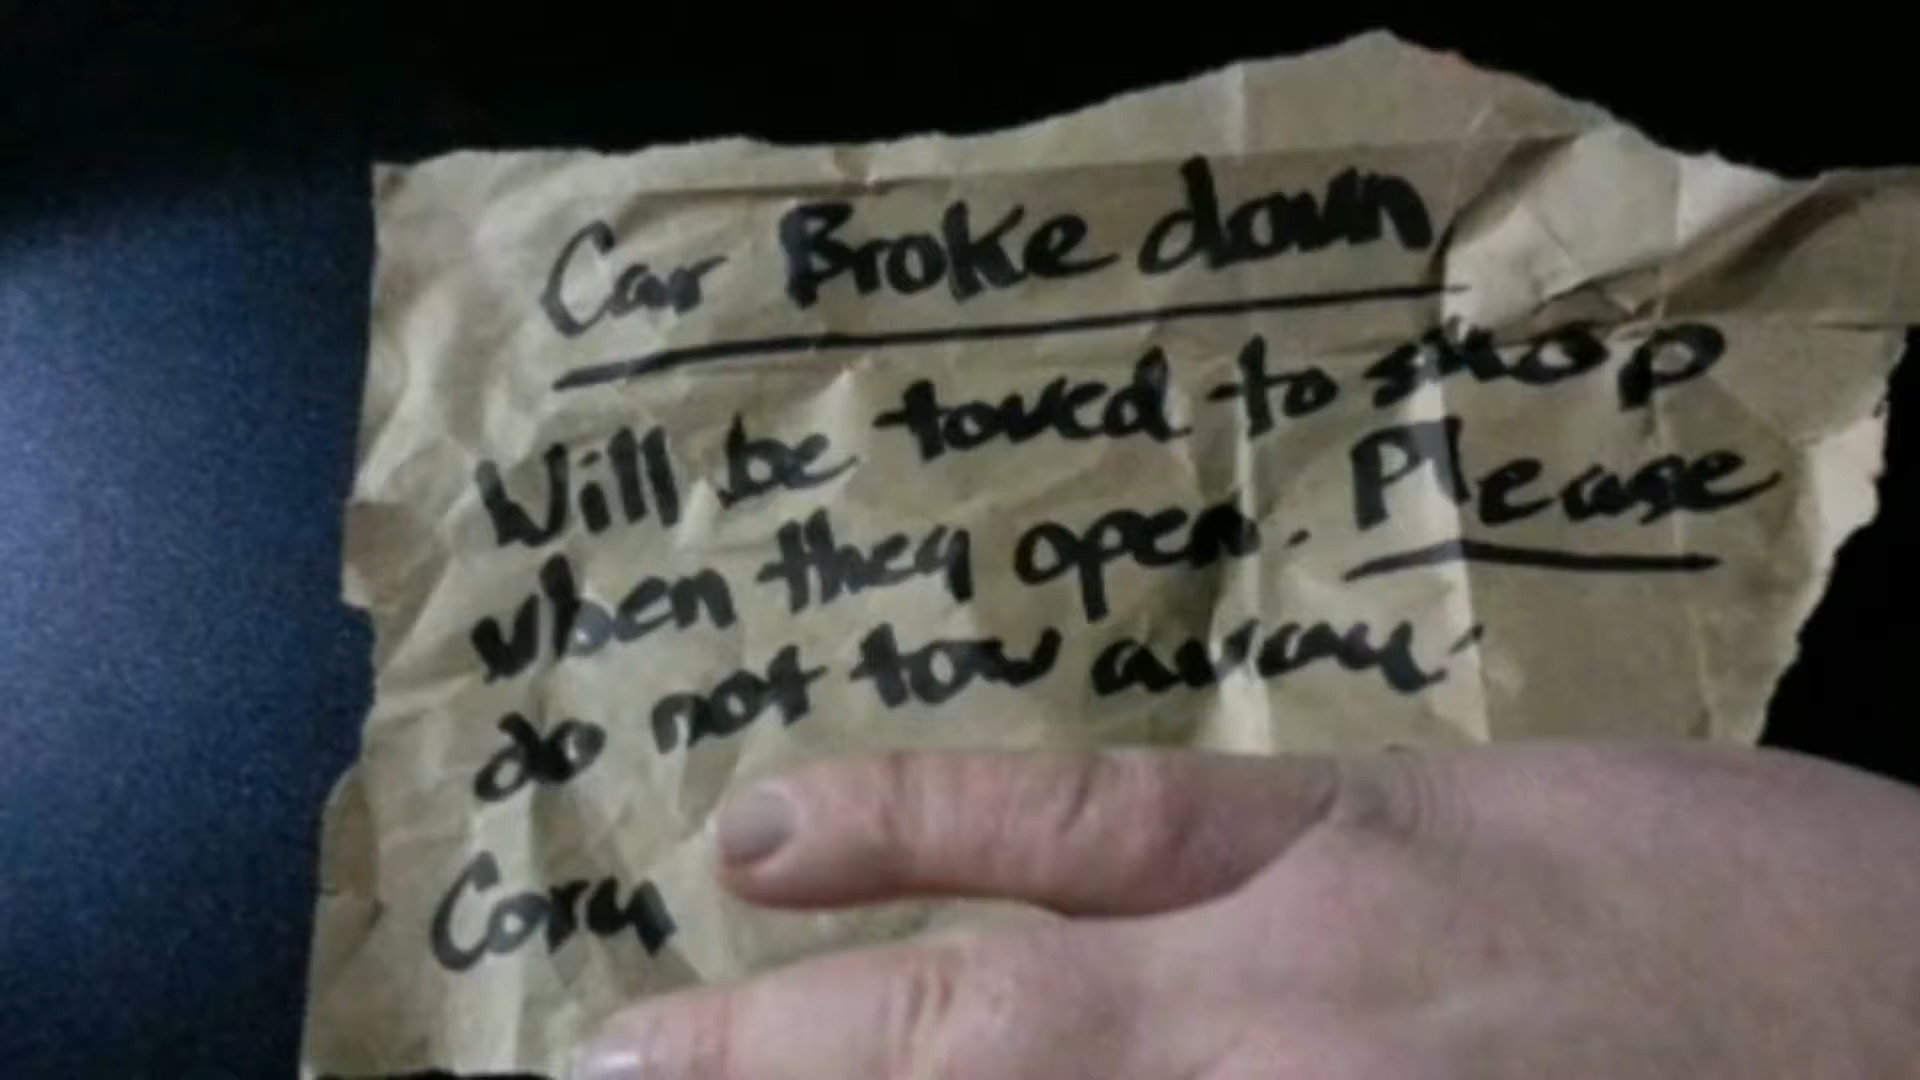 Car Broke down
Will be towed to shop
when they open. Please
do not tow away.
Cory